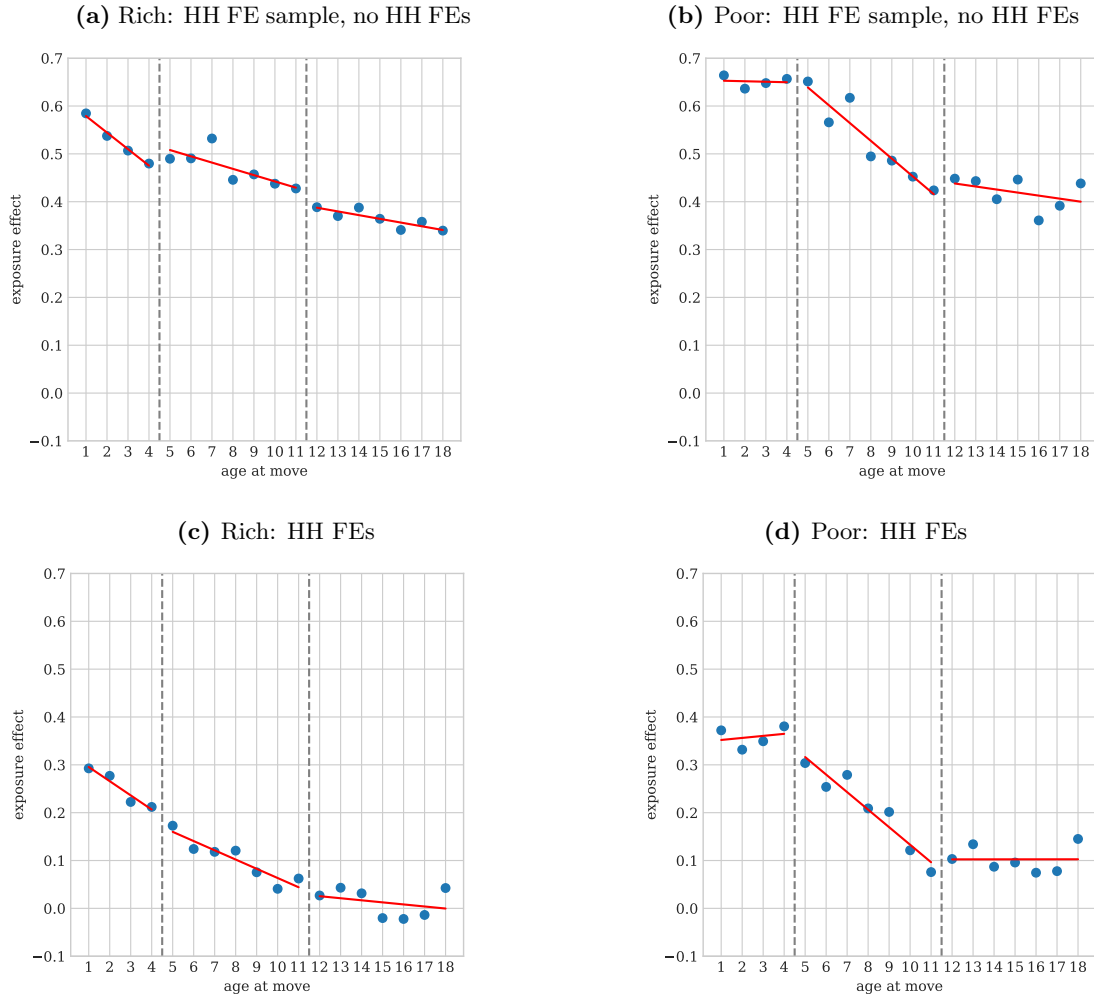 (a) Rich: HH FE sample, no HH FEs
0.7
0.6
0.5
0.4
0.3
0.2
0.1
0.0
−0.1
exposure effect
1 2 3 4 5 6 7 8 9 10 11 12 13 14 15 16 17 18
age at move
(b) Poor: HH FE sample, no HH FEs
0.7
0.6
0.5
0.4
0.3
0.2
0.1
0.0
−0.1
exposure effect
1 2 3 4 5 6 7 8 9 10 11 12 13 14 15 16 17 18
age at move
(c) Rich: HH FEs
0.7
0.6
0.5
0.4
0.3
0.2
0.1
0.0
−0.1
exposure effect
1 2 3 4 5 6 7 8 9 10 11 12 13 14 15 16 17 18
age at move
(d) Poor: HH FEs
0.7
0.6
0.5
0.4
0.3
0.2
0.1
0.0
−0.1
exposure effect
1 2 3 4 5 6 7 8 9 10 11 12 13 14 15 16 17 18
age at move